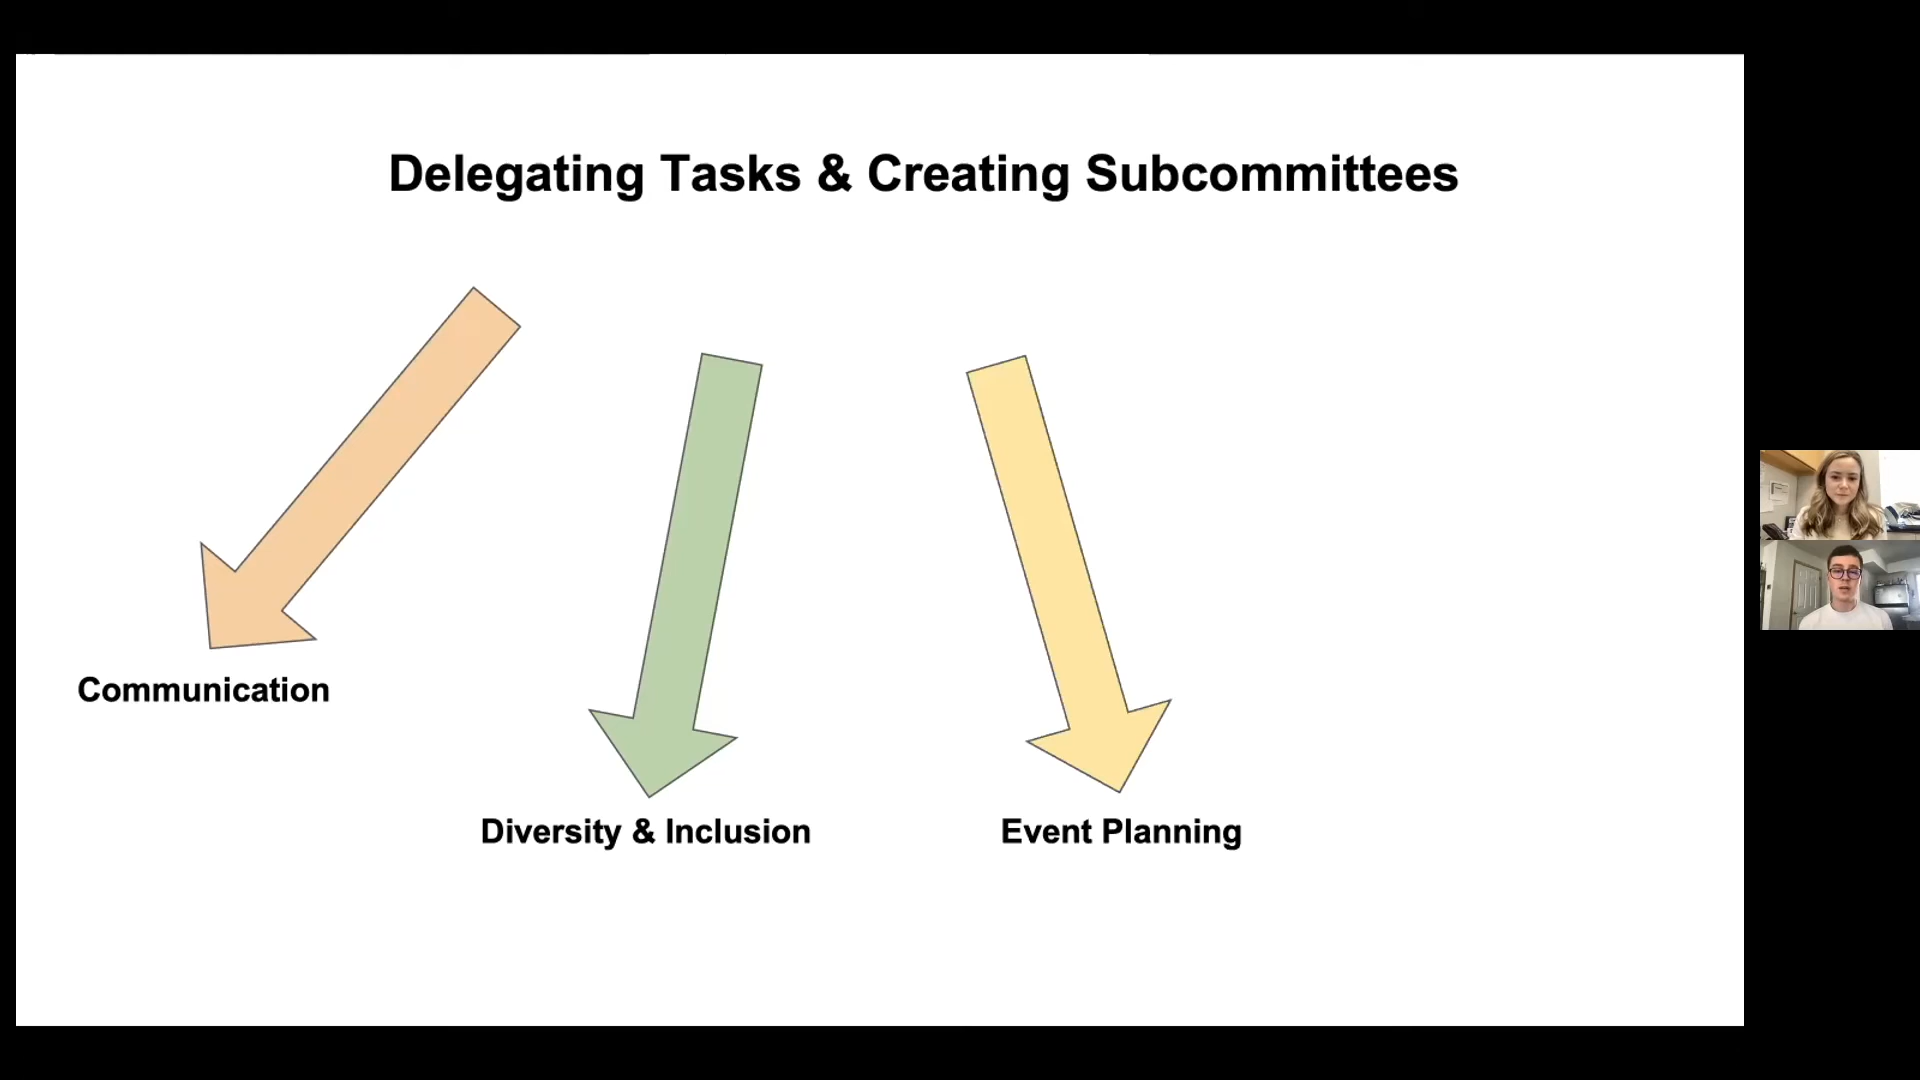 Delegating Tasks & Creating Subcommittees
Communication
Diversity & Inclusion
Event Planning